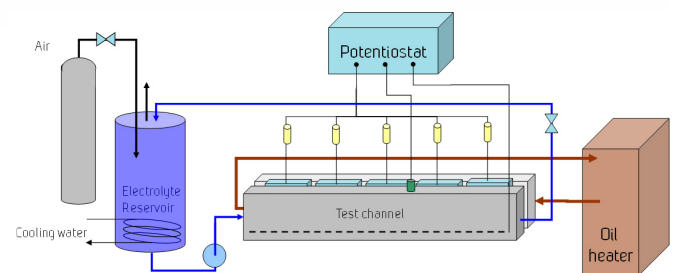 Air
Potentiostat
Electrolyte
Reservoir
Test channel
Cooling water
Oil
heater